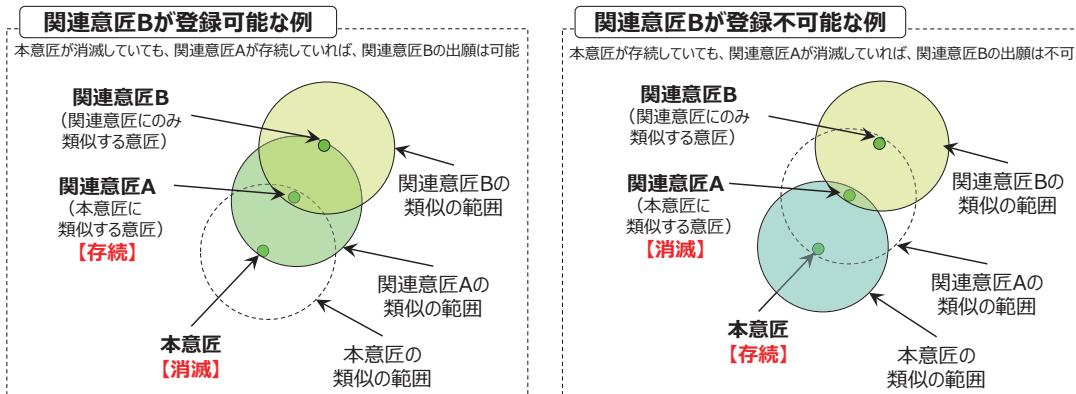 関連意匠Bが登録可能な例
本意匠が消滅していても、関連意匠Aが存続していれば、関連意匠Bの出願は可能
関連意匠B
（関連意匠にのみ
類似する意匠）
関連意匠A
（本意匠に
類似する意匠）
【存続】
本意匠
【消滅】
関連意匠Bの
類似の範囲
関連意匠Aの
類似の範囲
本意匠の
類似の範囲
関連意匠Bが登録不可能な例
本意匠が存続していても、関連意匠Aが消滅していれば、関連意匠Bの出願は不可
関連意匠B
（関連意匠にのみ
類似する意匠）
関連意匠A
（本意匠に
類似する意匠）
【消滅】
本意匠
【存続】
関連意匠Bの
類似の範囲
関連意匠Aの
類似の範囲
本意匠の
類似の範囲